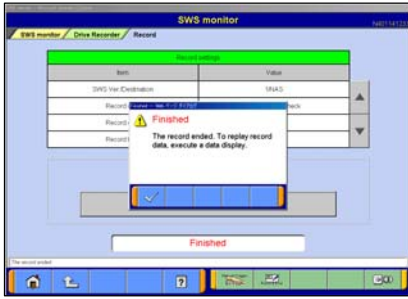 SWS monitor
SWS monitor
Drive Recorder
Record
Record settings
Item
Value
SWS Ver./Destination
Record
Record
Record
Finished
The record ended. To replay record
data, execute a data display.
Finished
The record ended